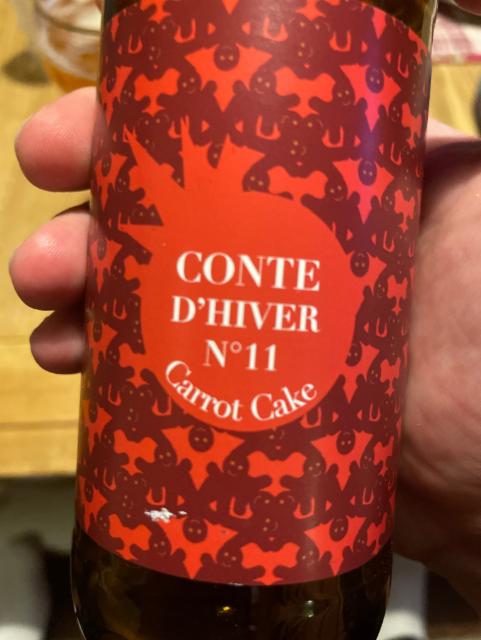 CONTE
D'HIVER
N°11
Carrot Cake